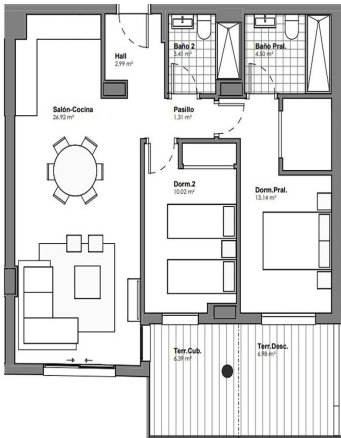 Hall
2.99 m²
Baño 2
3.41 m²
Baño Pral.
4.50 m²
Salón-Cocina
26.92 m²
Pasillo
1.31 m²
Dorm.2
10.02 m²
Dorm.Pral.
13.14 m²
Terr.Cub.
6.39 m²
Terr.Desc.
6.98 m²